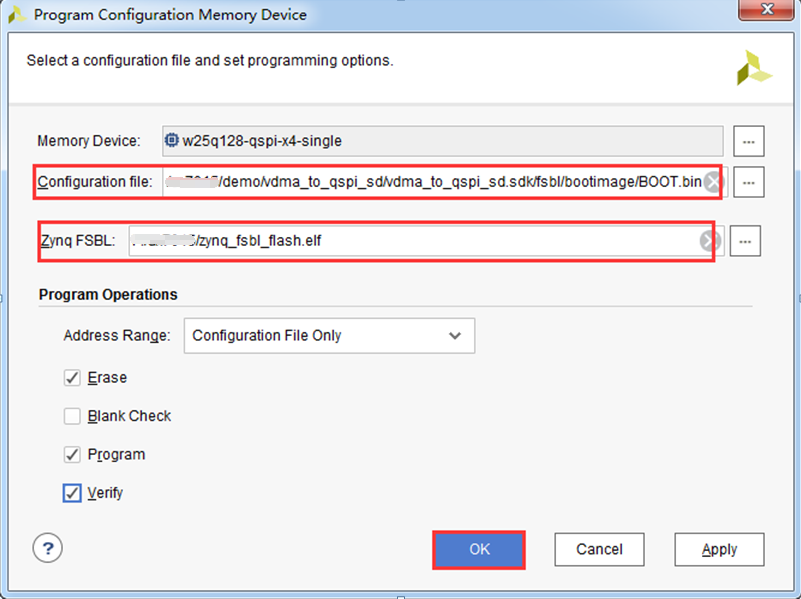 Program Configuration Memory Device
Select a configuration file and set programming options.
Memory Device: w25q128-qspi-x4-single ...
Configuration file: /demo/vdma_to_qspi_sd/vdma_to_qspi_sd.sdk/fsbl/bootimage/BOOT.bin ...
Zynq FSBL: /zynq_fsbl_flash.elf ...
Program Operations
Address Range: Configuration File Only
Erase
Blank Check
Program
Verify
? OK Cancel Apply